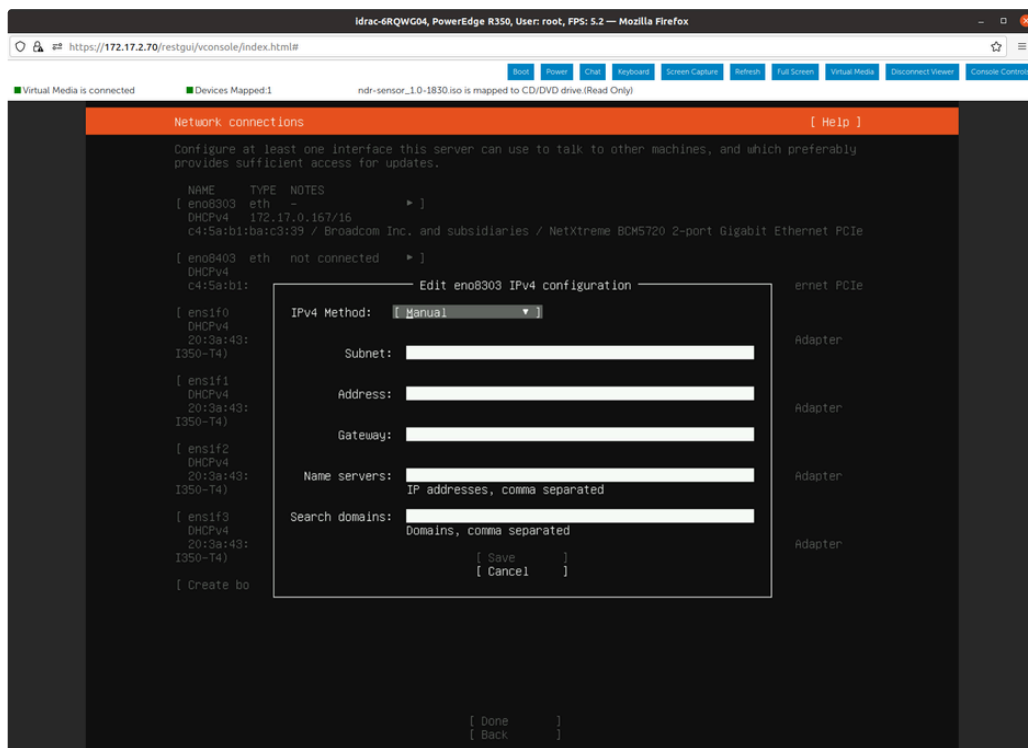 idrac-6RQWG04, PowerEdge R350, User: root, FPS: 5.2 — Mozilla Firefox
https://172.17.2.70/restgui/vconsole/index.html#
Boot Power Chat Keyboard Screen Capture Refresh Full Screen Virtual Media Disconnect Viewer Console Controls
Virtual Media is connected Devices Mapped:1 ndr-sensor_1.0-1830.iso is mapped to CD/DVD drive.(Read Only)
Network connections [ Help ]
Configure at least one interface this server can use to talk to other machines, and which preferably
provides sufficient access for updates.
NAME TYPE NOTES
[ eno8303 eth - ▸ ]
DHCPv4 172.17.0.167/16
c4:5a:b1:ba:c3:39 / Broadcom Inc. and subsidiaries / NetXtreme BCM5720 2-port Gigabit Ethernet PCIe
[ eno8403 eth not connected ▸ ]
DHCPv4
c4:5a:b1: Edit eno8303 IPv4 configuration ernet PCIe
[ ens1f0 IPv4 Method: [ Manual ▾ ]
DHCPv4
20:3a:43: Adapter
I350-T4) Subnet:
[ ens1f1
DHCPv4 Address:
20:3a:43: Adapter
I350-T4)
Gateway:
[ ens1f2
DHCPv4
20:3a:43: Name servers: Adapter
I350-T4) IP addresses, comma separated
[ ens1f3 Search domains:
DHCPv4 Domains, comma separated
20:3a:43: Adapter
I350-T4) [ Save ]
[ Cancel ]
[ Create bo
[ Done ]
[ Back ]